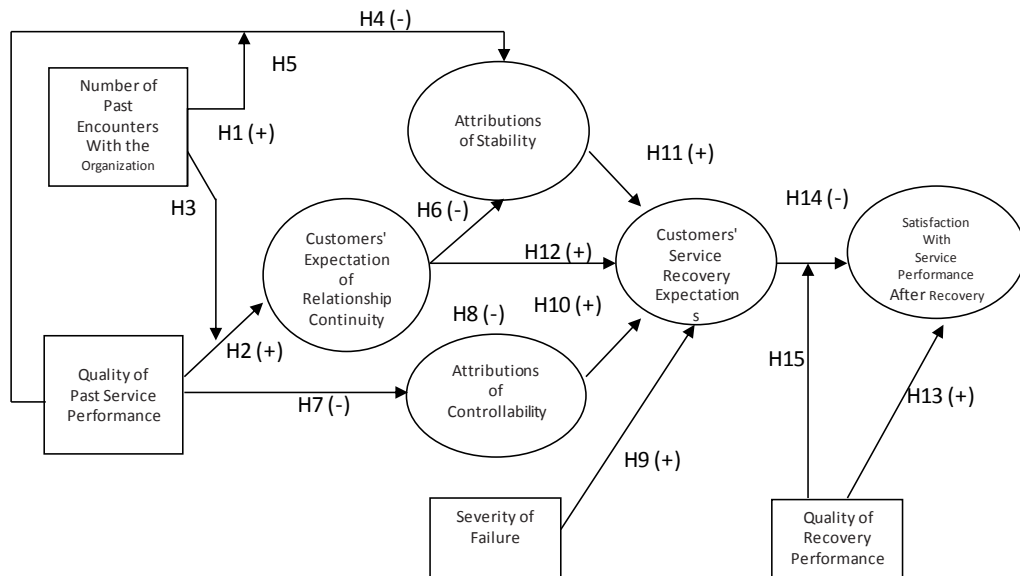 H4 (-)
H5
Number of
Past
Encounters
With the
Organization
H1 (+)
H3
Attributions
of Stability
H11 (+)
H6 (-)
Customers'
Expectation
of
Relationship
Continuity
H12 (+)
Customers'
Service
Recovery
Expectation
s
H14 (-)
Satisfaction
With
Service
Performance
After Recovery
H10 (+)
H8 (-)
H2 (+)
Quality of
Past Service
Performance
H7 (-)
Attributions
of
Controllability
H15
H13 (+)
H9 (+)
Severity of
Failure
Quality of
Recovery
Performance